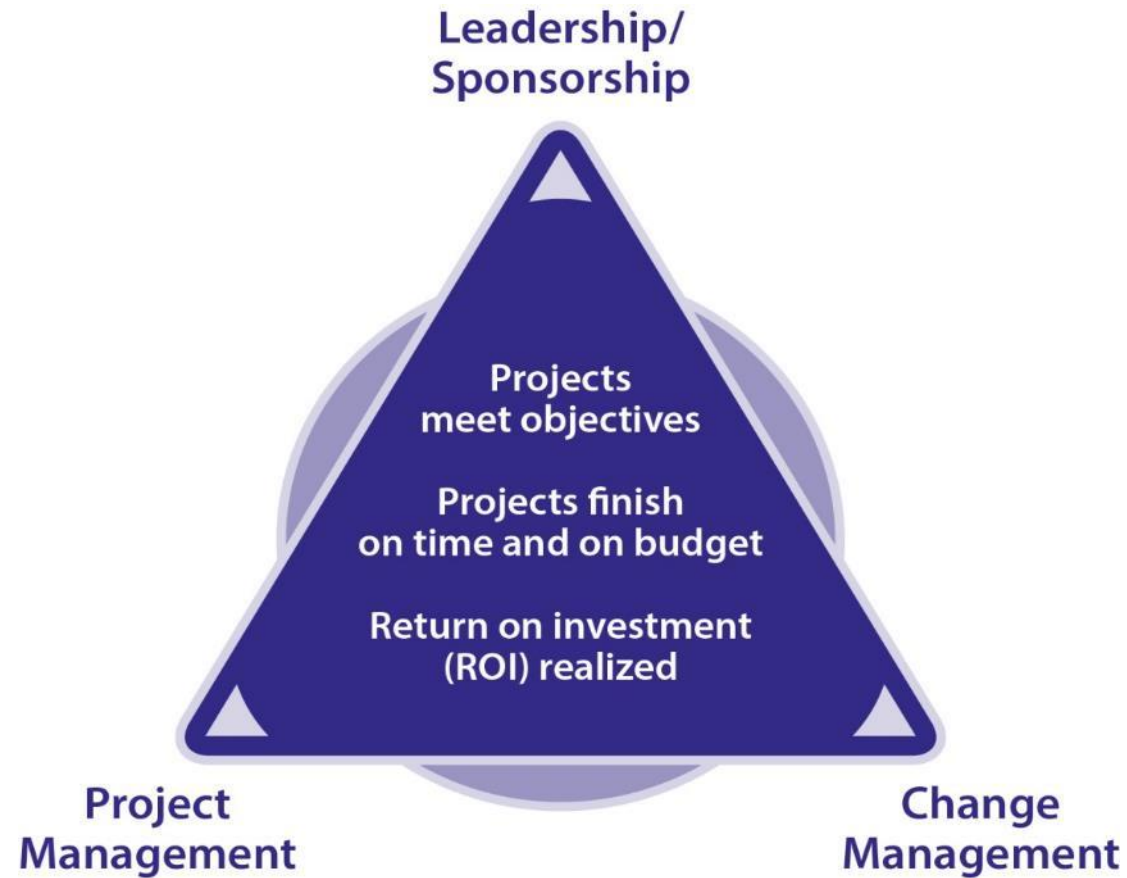 Leadership/
Sponsorship
Projects
meet objectives
Projects finish
on time and on budget
Return on investment
(ROI) realized
Project
Management
Change
Management